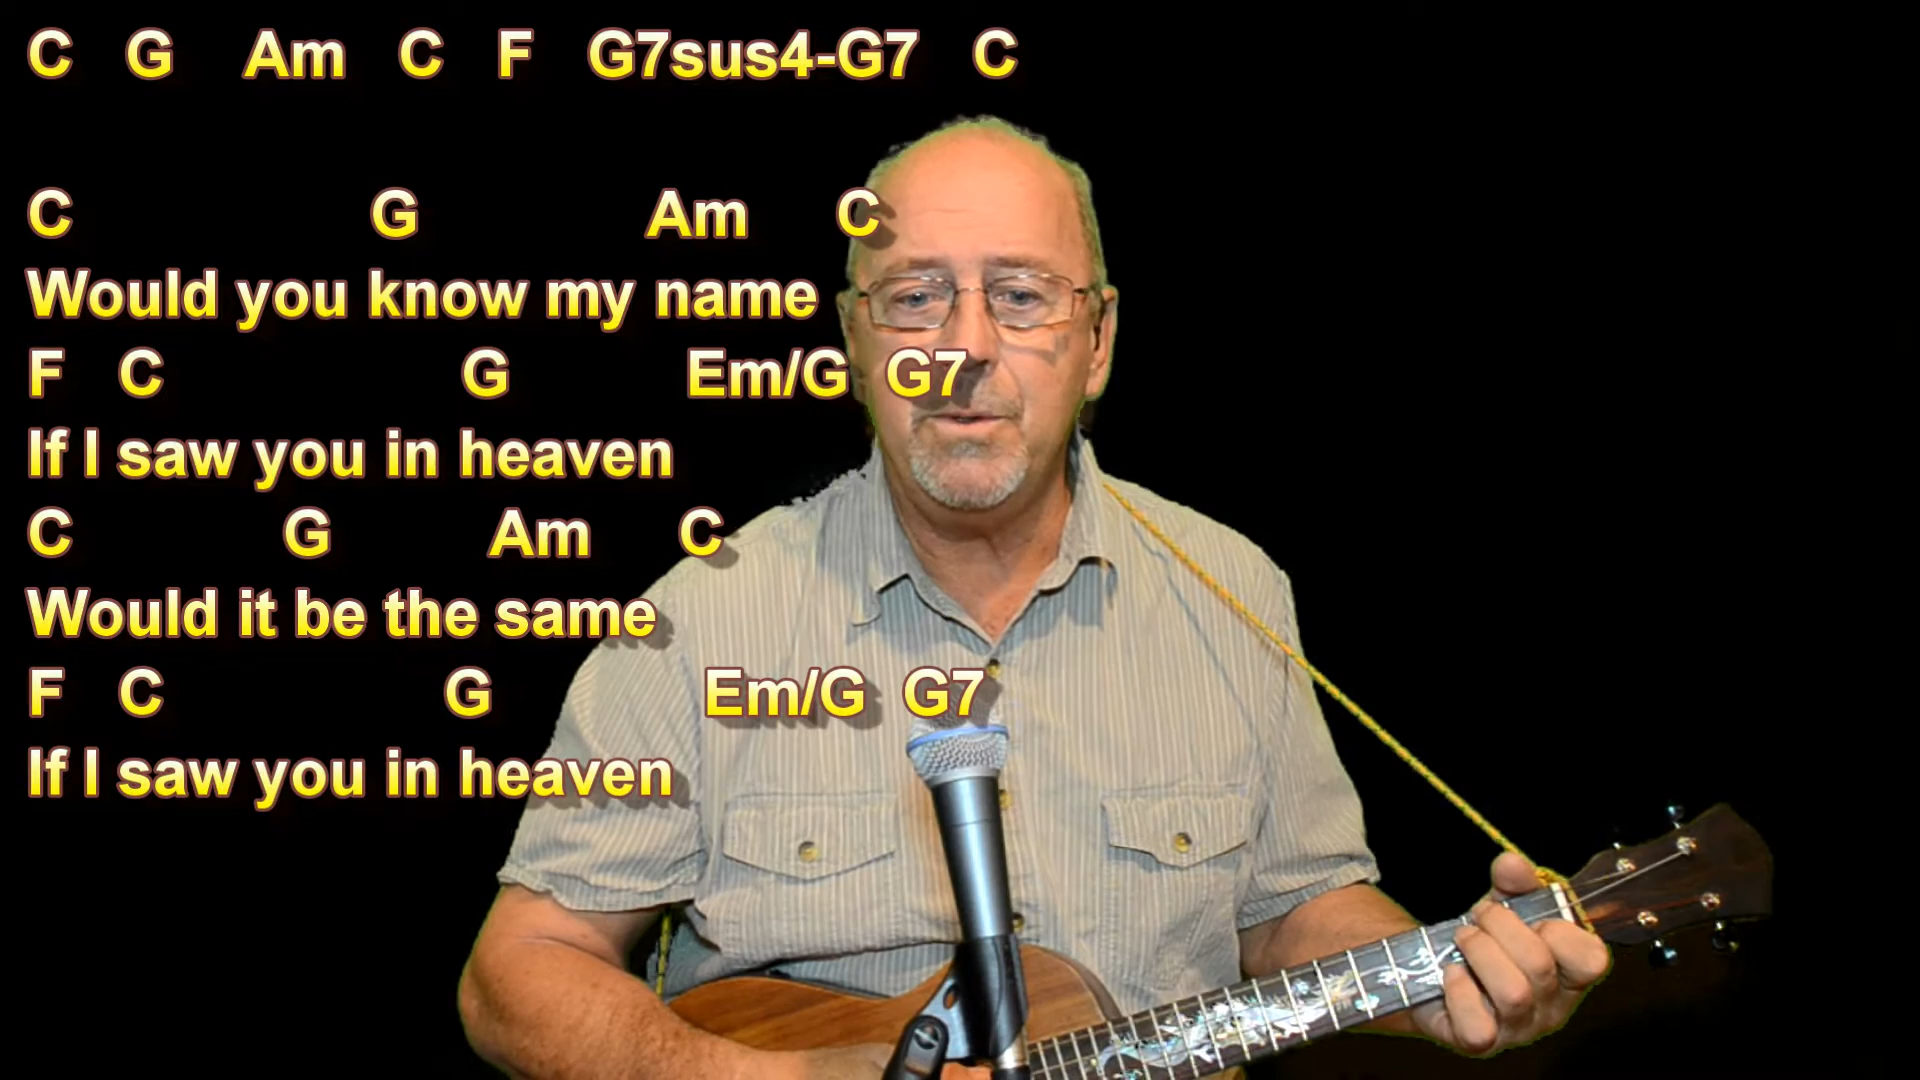 C G Am C F G7sus4-G7 C
C G Am C
Would you know my name
F C G Em/G G7
If I saw you in heaven
C G Am C
Would it be the same
F C G Em/G G7
If I saw you in heaven